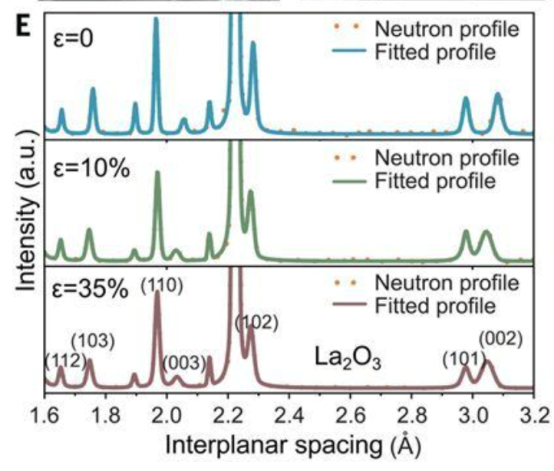 E
ε=0
Neutron profile
Fitted profile
ε=10%
Neutron profile
Fitted profile
ε=35%
Neutron profile
Fitted profile
(112)
(103)
(110)
(003)
(102)
La₂O₃
(101)
(002)
Intensity (a.u.)
1.6 1.8 2.0 2.2 2.4 2.6 2.8 3.0 3.2
Interplanar spacing (Å)